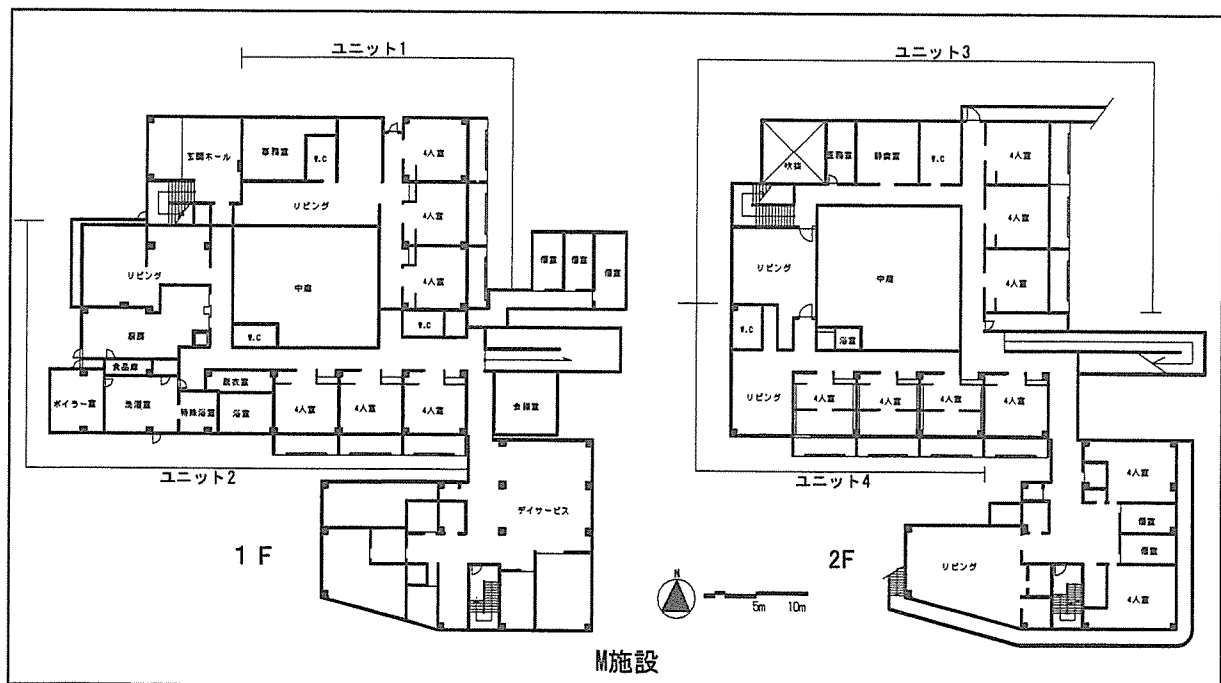 ユニット1
玄関ホール
事務室
W.C
4人室
リビング
4人室
4人室
個室
個室
個室
リビング
中庭
W.C
W.C
厨房
食品庫
ボイラー室
洗濯室
特殊浴室
脱衣室
浴室
4人室
4人室
4人室
会議室
ユニット2
デイサービス
1F
ユニット3
吹抜
医務室
静養室
W.C
4人室
4人室
4人室
リビング
中庭
W.C
浴室
リビング
4人室
4人室
4人室
4人室
ユニット4
4人室
個室
個室
4人室
リビング
2F
N
5m 10m
M施設